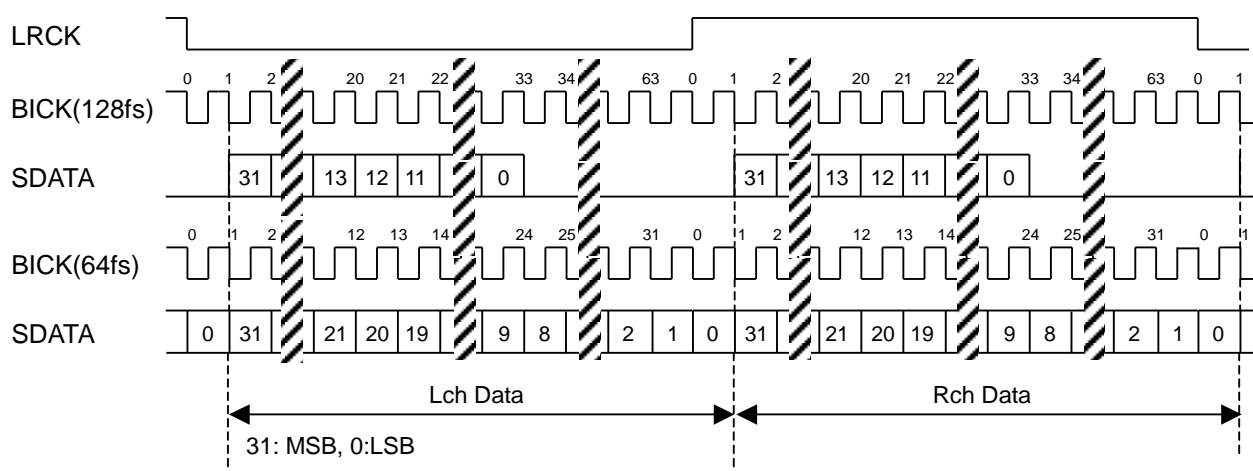 LRCK
0 1 2 20 21 22 33 34 63 0 1 2 20 21 22 33 34 63 0 1
BICK(128fs)
SDATA 31 13 12 11 0 31 13 12 11 0
0 1 2 12 13 14 24 25 31 0 1 2 12 13 14 24 25 31 0 1
BICK(64fs)
SDATA 0 31 21 20 19 9 8 2 1 0 31 21 20 19 9 8 2 1 0
Lch Data Rch Data
31: MSB, 0:LSB